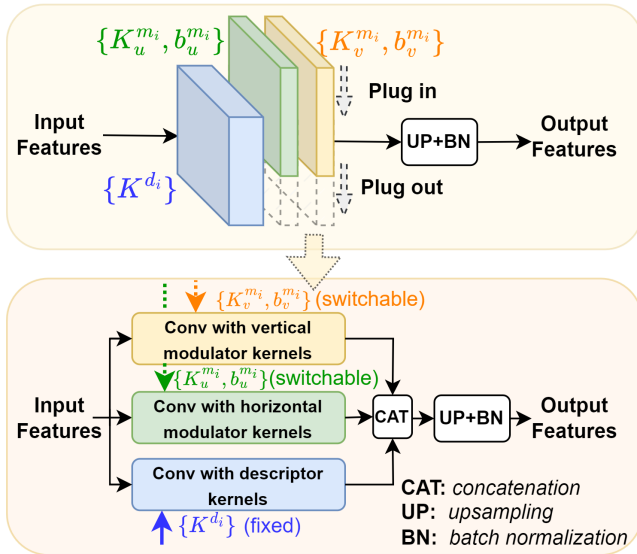 {K_u^{m_i}, b_u^{m_i}}
{K_v^{m_i}, b_v^{m_i}}
Plug in
Input
Features
UP+BN
Output
Features
{K^{d_i}}
Plug out
{K_v^{m_i}, b_v^{m_i}} (switchable)
Conv with vertical
modulator kernels
{K_u^{m_i}, b_u^{m_i}}(switchable)
Input
Features
Conv with horizontal
modulator kernels
CAT
UP+BN
Output
Features
Conv with descriptor
kernels
{K^{d_i}} (fixed)
CAT: concatenation
UP: upsampling
BN: batch normalization